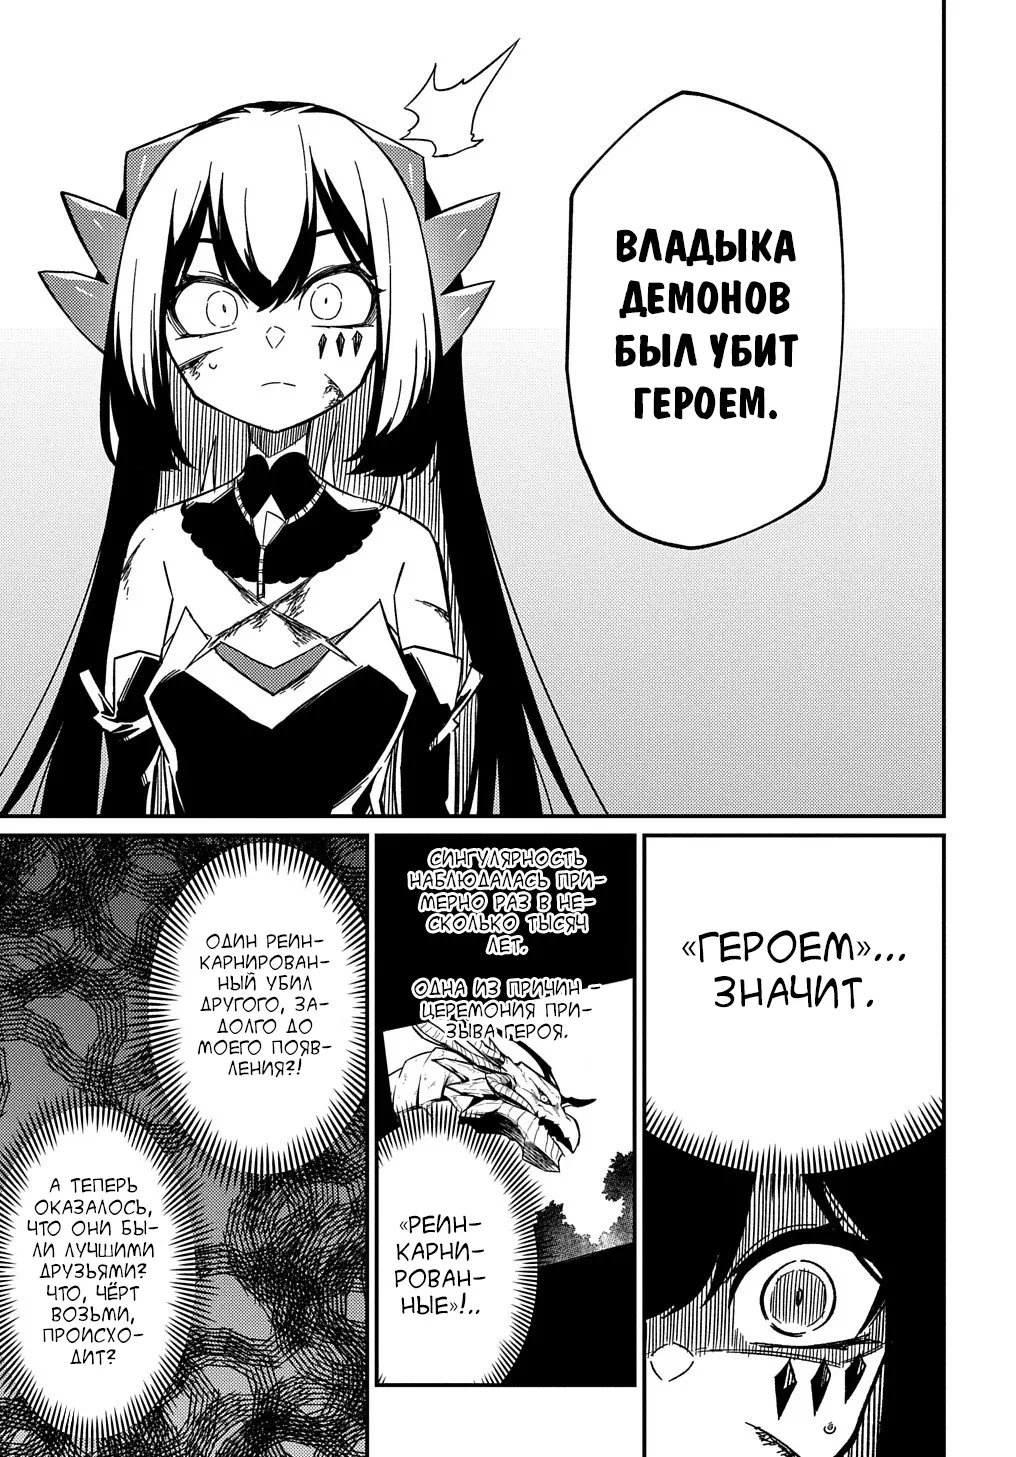 ВЛАДЫКА
ДЕМОНОВ
БЫЛ УБИТ
ГЕРОЕМ.
«ГЕРОЕМ»...
ЗНАЧИТ.
СИНГУЛЯРНОСТЬ
НАБЛЮДАЛАСЬ ПРИ-
МЕРНО РАЗ В НЕ-
СКОЛЬКО ТЫСЯЧ
ЛЕТ.
ОДНА ИЗ ПРИЧИН -
ЦЕРЕМОНИЯ ПРИ-
ЗЫВА ГЕРОЯ.
«РЕИН-
КАРНИ-
РОВАН-
НЫЕ»!..
ОДИН РЕИН-
КАРНИРОВАН-
НЫЙ УБИЛ
ДРУГОГО, ЗА-
ДОЛГО ДО
МОЕГО ПОЯВ-
ЛЕНИЯ?!
А ТЕПЕРЬ
ОКАЗАЛОСЬ,
ЧТО ОНИ БЫ-
ЛИ ЛУЧШИМИ
ДРУЗЬЯМИ?
ЧТО, ЧЁРТ
ВОЗЬМИ,
ПРОИСХО-
ДИТ?